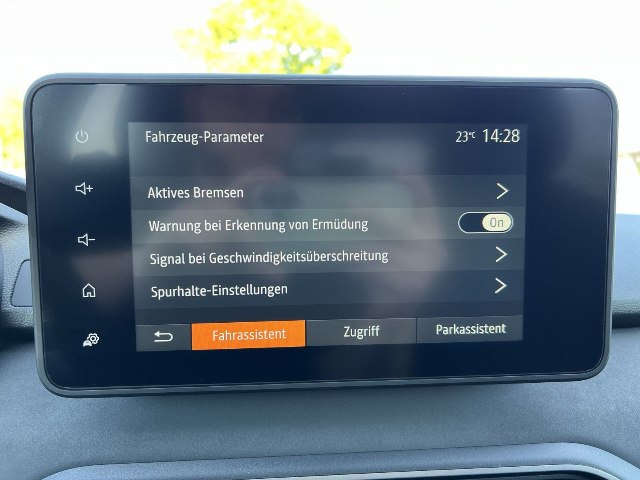 Fahrzeug-Parameter
23°C 14:28
Aktives Bremsen
Warnung bei Erkennung von Ermüdung On
Signal bei Geschwindigkeitsüberschreitung
Spurhalte-Einstellungen
Fahrassistent Zugriff Parkassistent